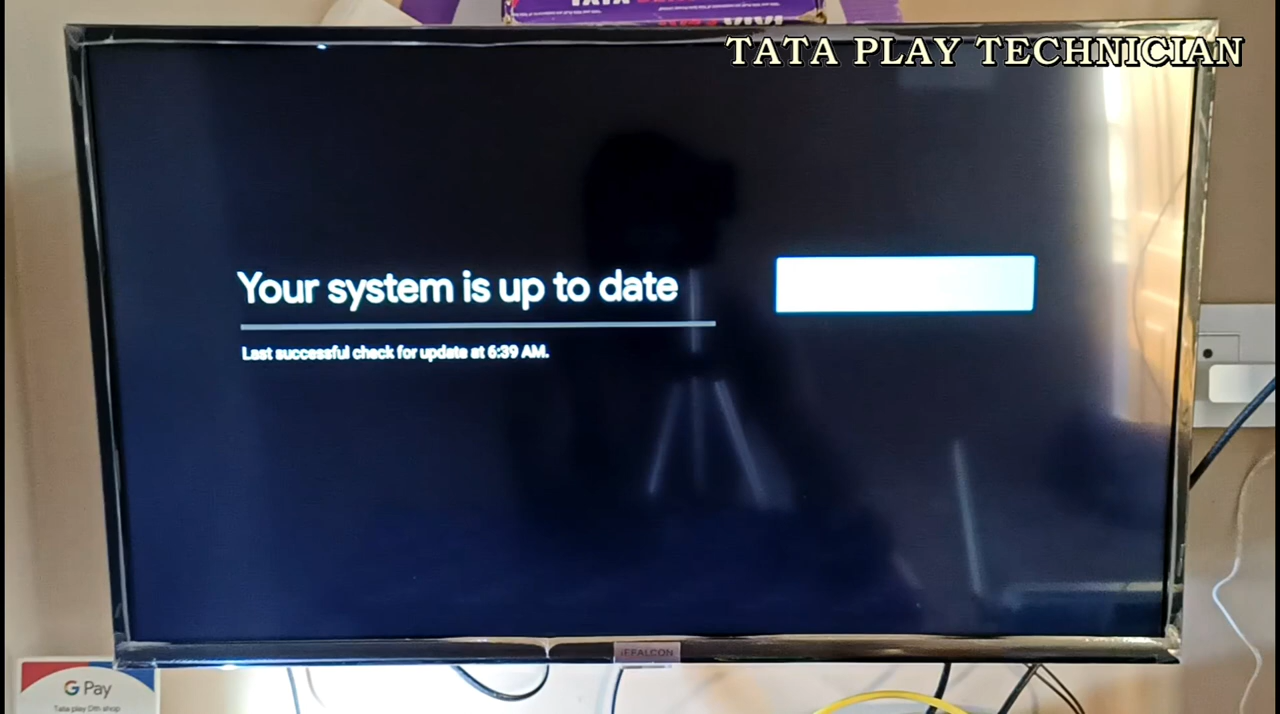 TATA PLAY TECHNICIAN
Your system is up to date
Last successful check for update at 6:39 AM.
iFFALCON
G Pay
Tata play Dth shop